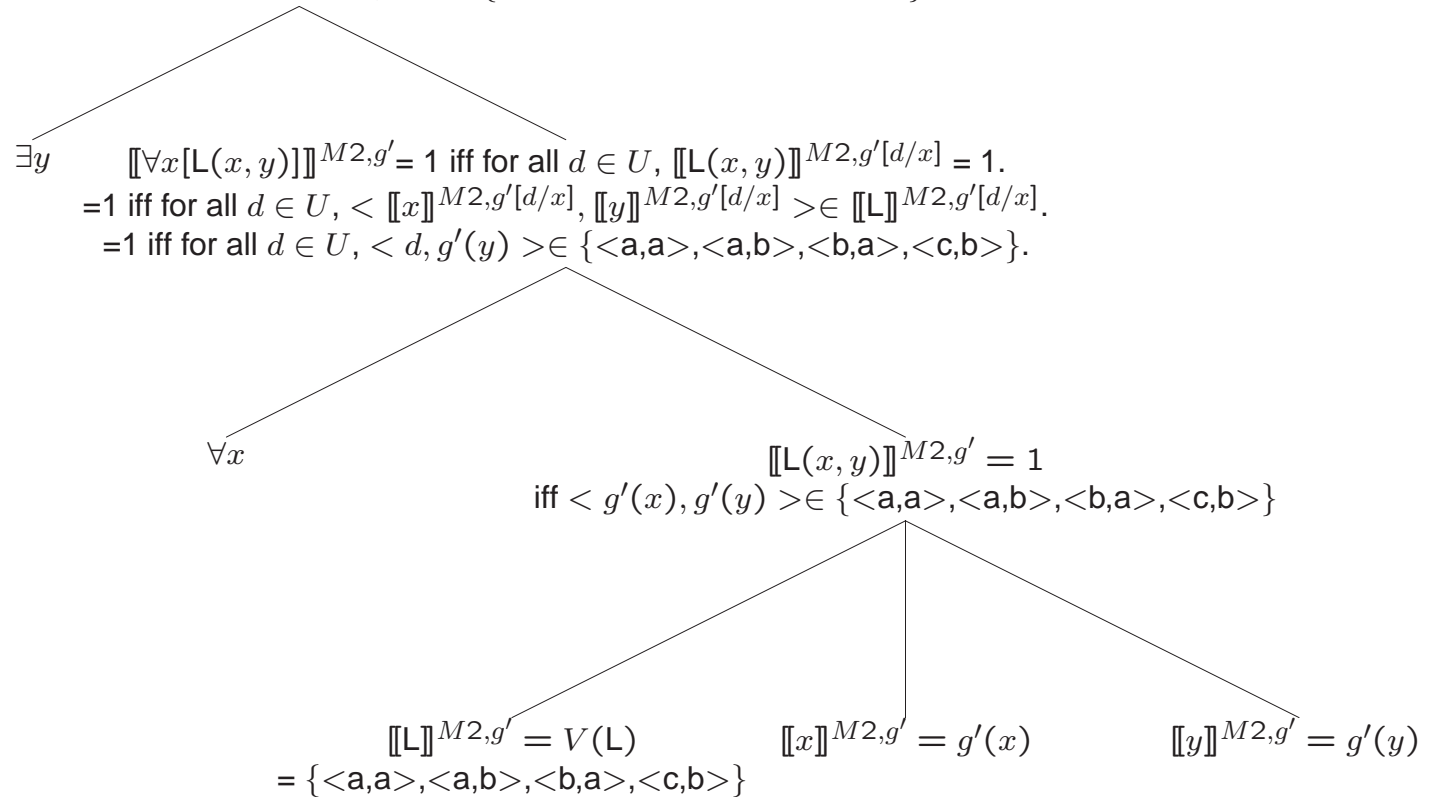 ∃y ⟦∀x[L(x, y)]⟧^{M2,g′}= 1 iff for all d ∈ U, ⟦L(x, y)⟧^{M2,g′[d/x]} = 1.
=1 iff for all d ∈ U, < ⟦x⟧^{M2,g′[d/x]}, ⟦y⟧^{M2,g′[d/x]} >∈ ⟦L⟧^{M2,g′[d/x]}.
=1 iff for all d ∈ U, < d, g′(y) >∈ {<a,a>,<a,b>,<b,a>,<c,b>}.
∀x ⟦L(x, y)⟧^{M2,g′} = 1
iff < g′(x), g′(y) >∈ {<a,a>,<a,b>,<b,a>,<c,b>}
⟦L⟧^{M2,g′} = V(L) ⟦x⟧^{M2,g′} = g′(x) ⟦y⟧^{M2,g′} = g′(y)
= {<a,a>,<a,b>,<b,a>,<c,b>}